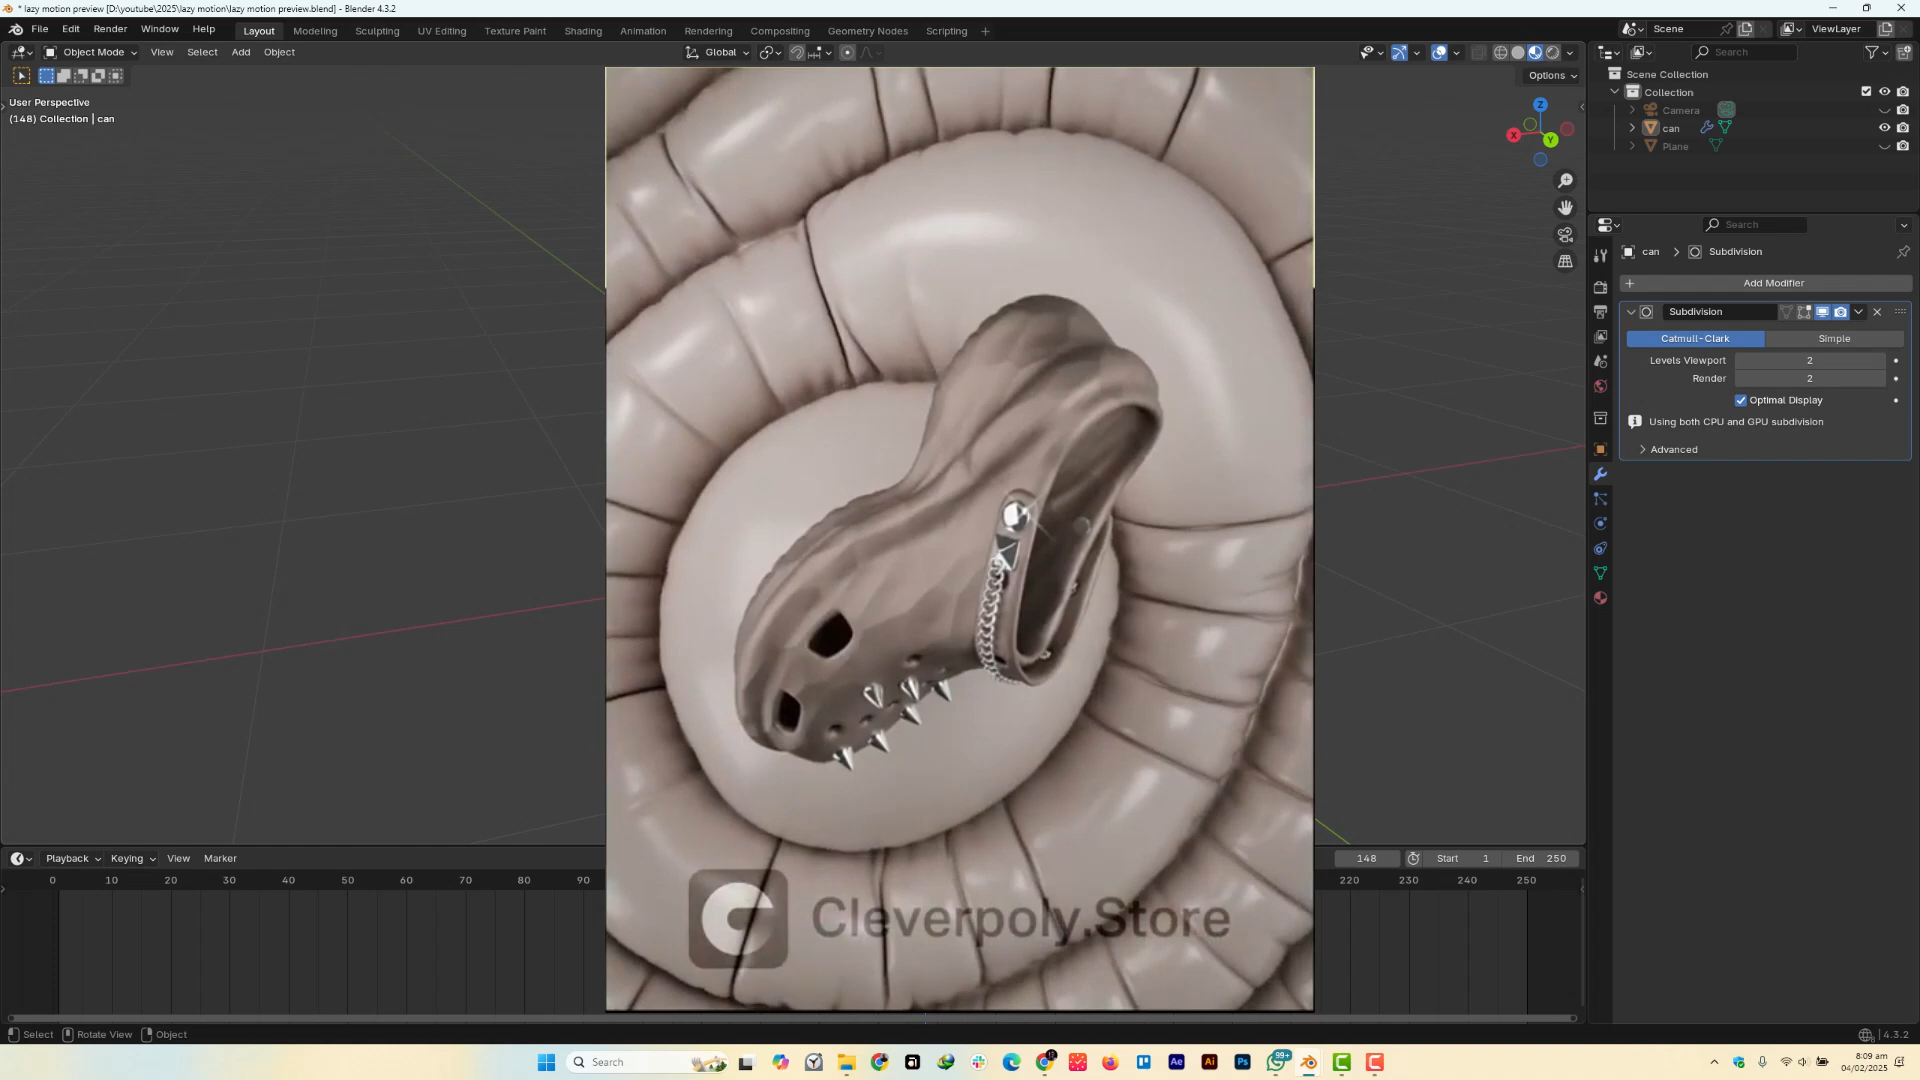 * lazy motion preview [D:\youtube\2025\lazy motion\lazy motion preview.blend] - Blender 4.3.2
File Edit Render Window Help Layout Modeling Sculpting UV Editing Texture Paint Shading Animation Rendering Compositing Geometry Nodes Scripting + Scene ViewLayer
Object Mode View Select Add Object Global Search
Options
User Perspective
(148) Collection | can
Z
X
Y
Scene Collection
Collection
Camera
can
Plane
Search
can > Subdivision
+ Add Modifier
Subdivision
Catmull-Clark Simple
Levels Viewport 2
Render 2
Optimal Display
Using both CPU and GPU subdivision
Advanced
Cleverpoly.Store
Playback Keying View Marker 148 Start 1 End 250
0 10 20 30 40 50 60 70 80 90 220 230 240 250
Select Rotate View Object 4.3.2
Search 99+ Ae Ai Ps 8:09 am
04/02/2025